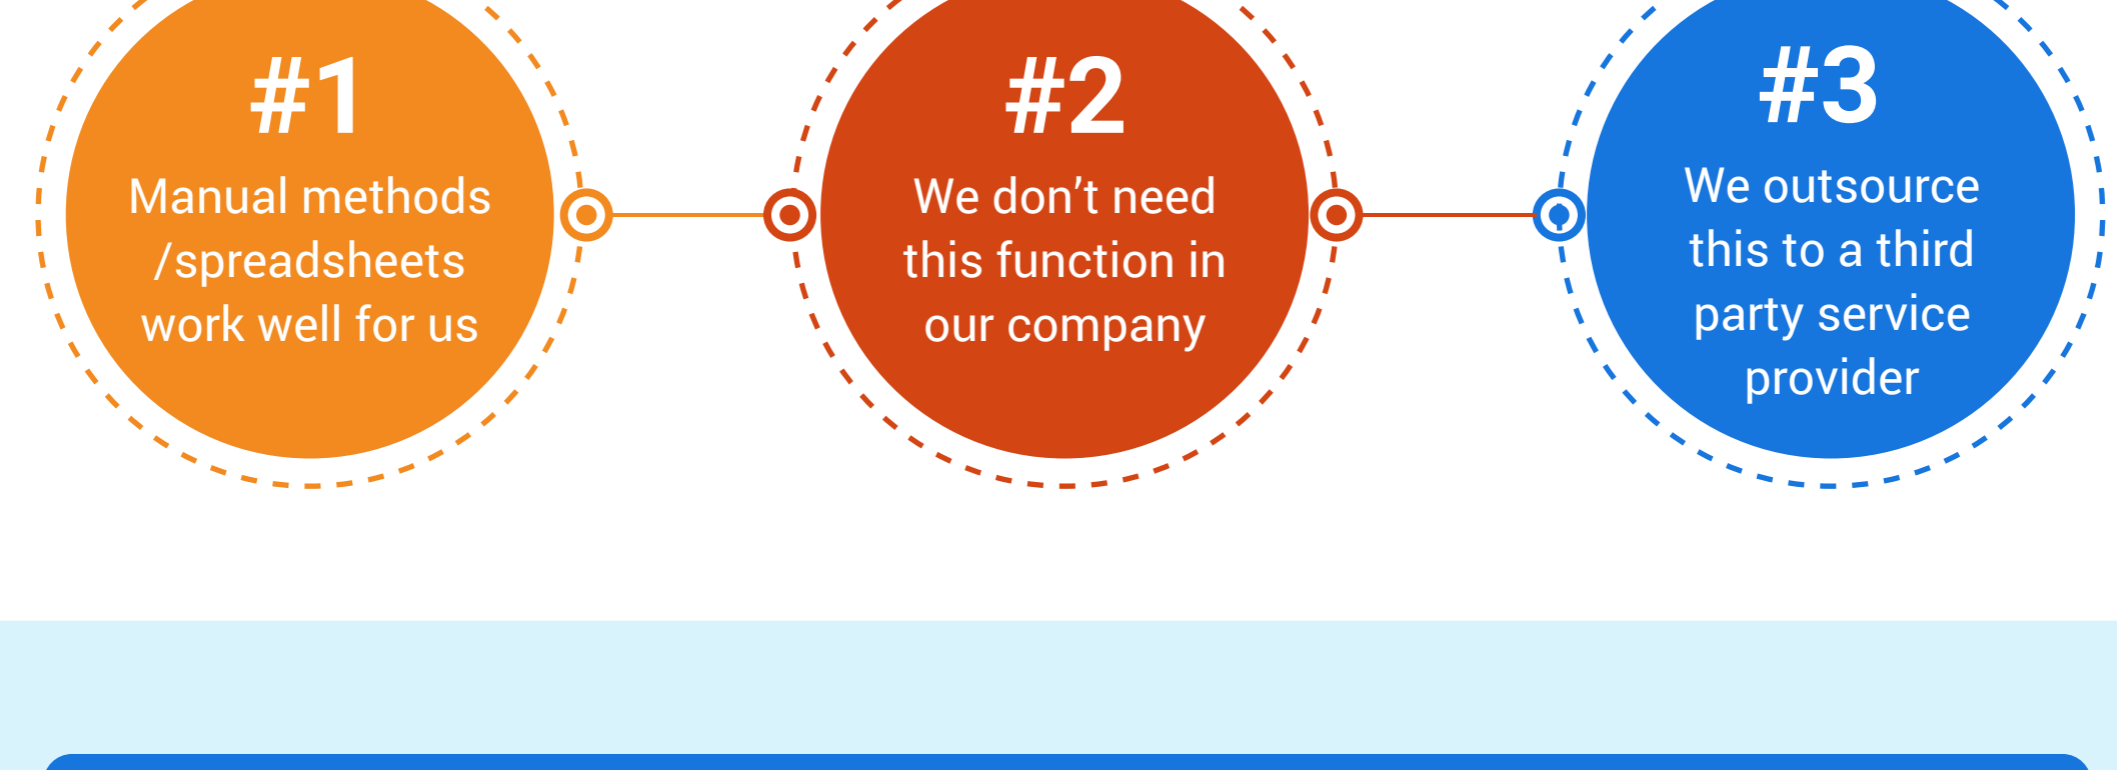 #1
Manual methods
/spreadsheets
work well for us
#2
We don’t need
this function in
our company
#3
We outsource
this to a third
party service
provider